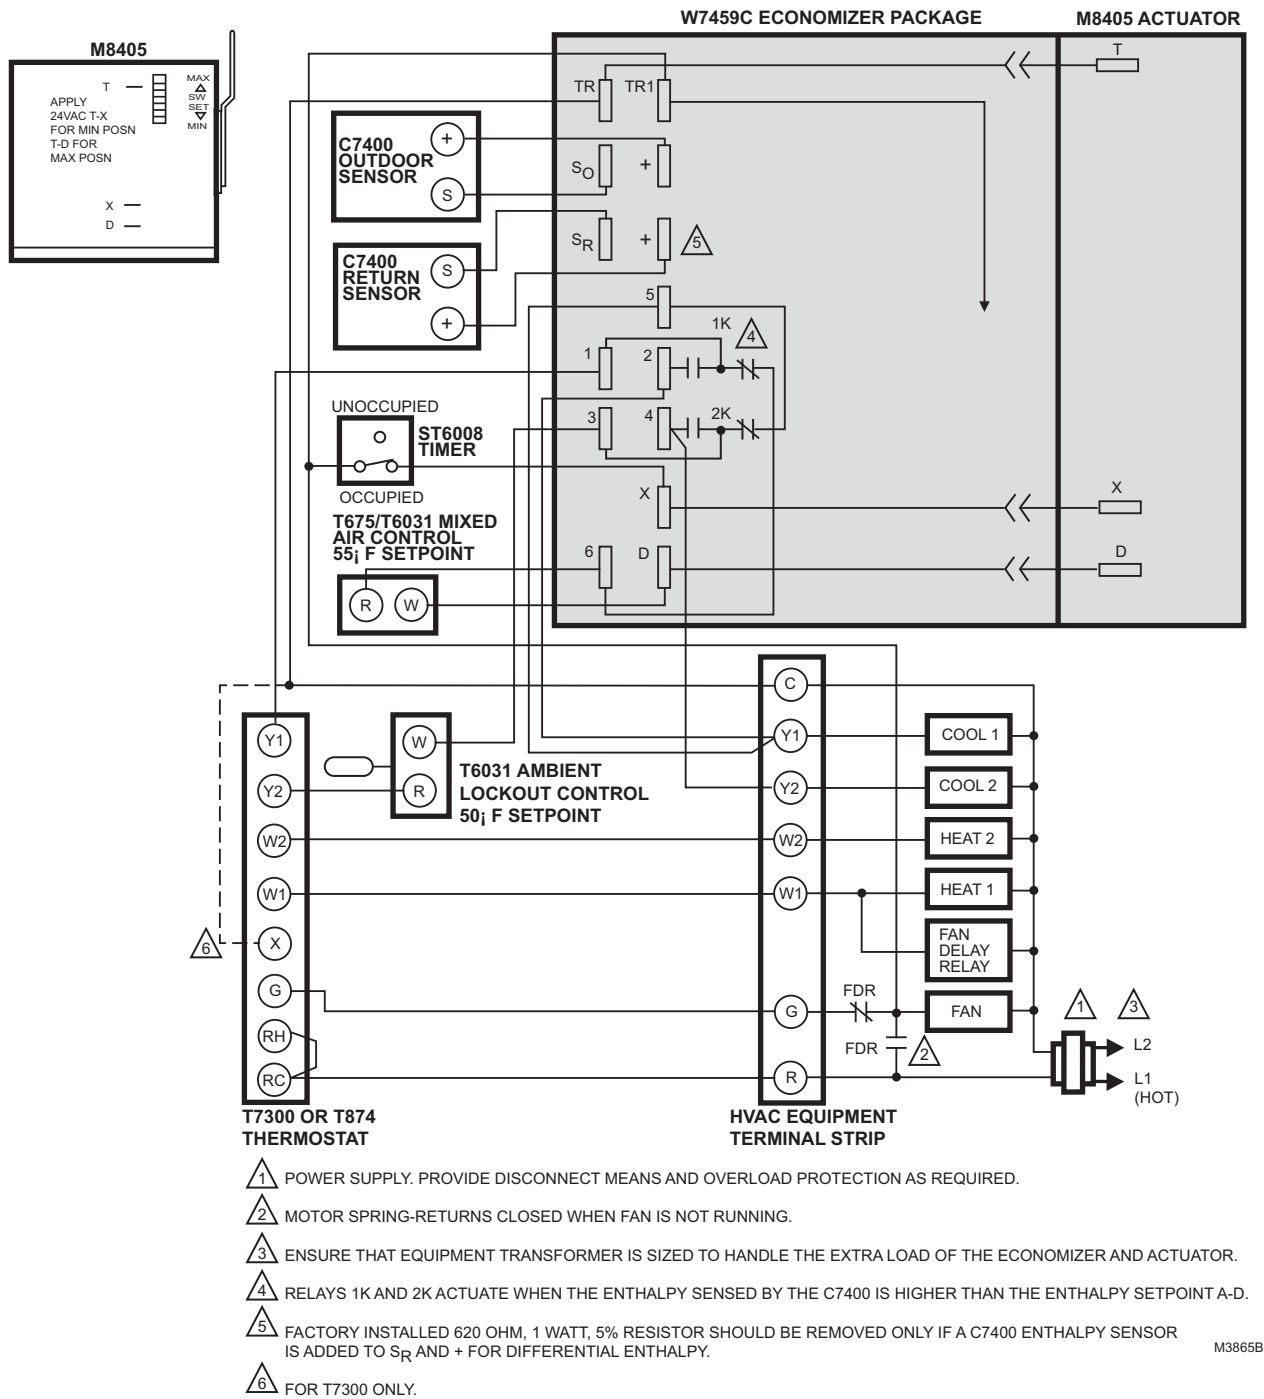 W7459C ECONOMIZER PACKAGE
M8405 ACTUATOR
M8405
T
APPLY
24VAC T-X
FOR MIN POSN
T-D FOR
MAX POSN
X
D
MAX
SW
SET
MIN
C7400
OUTDOOR
SENSOR
+
S
C7400
RETURN
SENSOR
S
+
TR
TR1
T
SO
+
SR
+
5
5
1K
4
1
2
3
4
2K
X
X
6
D
D
UNOCCUPIED
ST6008
TIMER
OCCUPIED
T675/T6031 MIXED
AIR CONTROL
55¡ F SETPOINT
R
W
Y1
Y2
W2
W1
X
G
RH
RC
6
W
R
T6031 AMBIENT
LOCKOUT CONTROL
50¡ F SETPOINT
C
Y1
Y2
W2
W1
G
R
COOL 1
COOL 2
HEAT 2
HEAT 1
FAN
DELAY
RELAY
FDR
FAN
FDR
2
1
3
L2
L1
(HOT)
T7300 OR T874
THERMOSTAT
HVAC EQUIPMENT
TERMINAL STRIP
1 POWER SUPPLY. PROVIDE DISCONNECT MEANS AND OVERLOAD PROTECTION AS REQUIRED.
2 MOTOR SPRING-RETURNS CLOSED WHEN FAN IS NOT RUNNING.
3 ENSURE THAT EQUIPMENT TRANSFORMER IS SIZED TO HANDLE THE EXTRA LOAD OF THE ECONOMIZER AND ACTUATOR.
4 RELAYS 1K AND 2K ACTUATE WHEN THE ENTHALPY SENSED BY THE C7400 IS HIGHER THAN THE ENTHALPY SETPOINT A-D.
5 FACTORY INSTALLED 620 OHM, 1 WATT, 5% RESISTOR SHOULD BE REMOVED ONLY IF A C7400 ENTHALPY SENSOR
IS ADDED TO SR AND + FOR DIFFERENTIAL ENTHALPY.
M3865B
6 FOR T7300 ONLY.